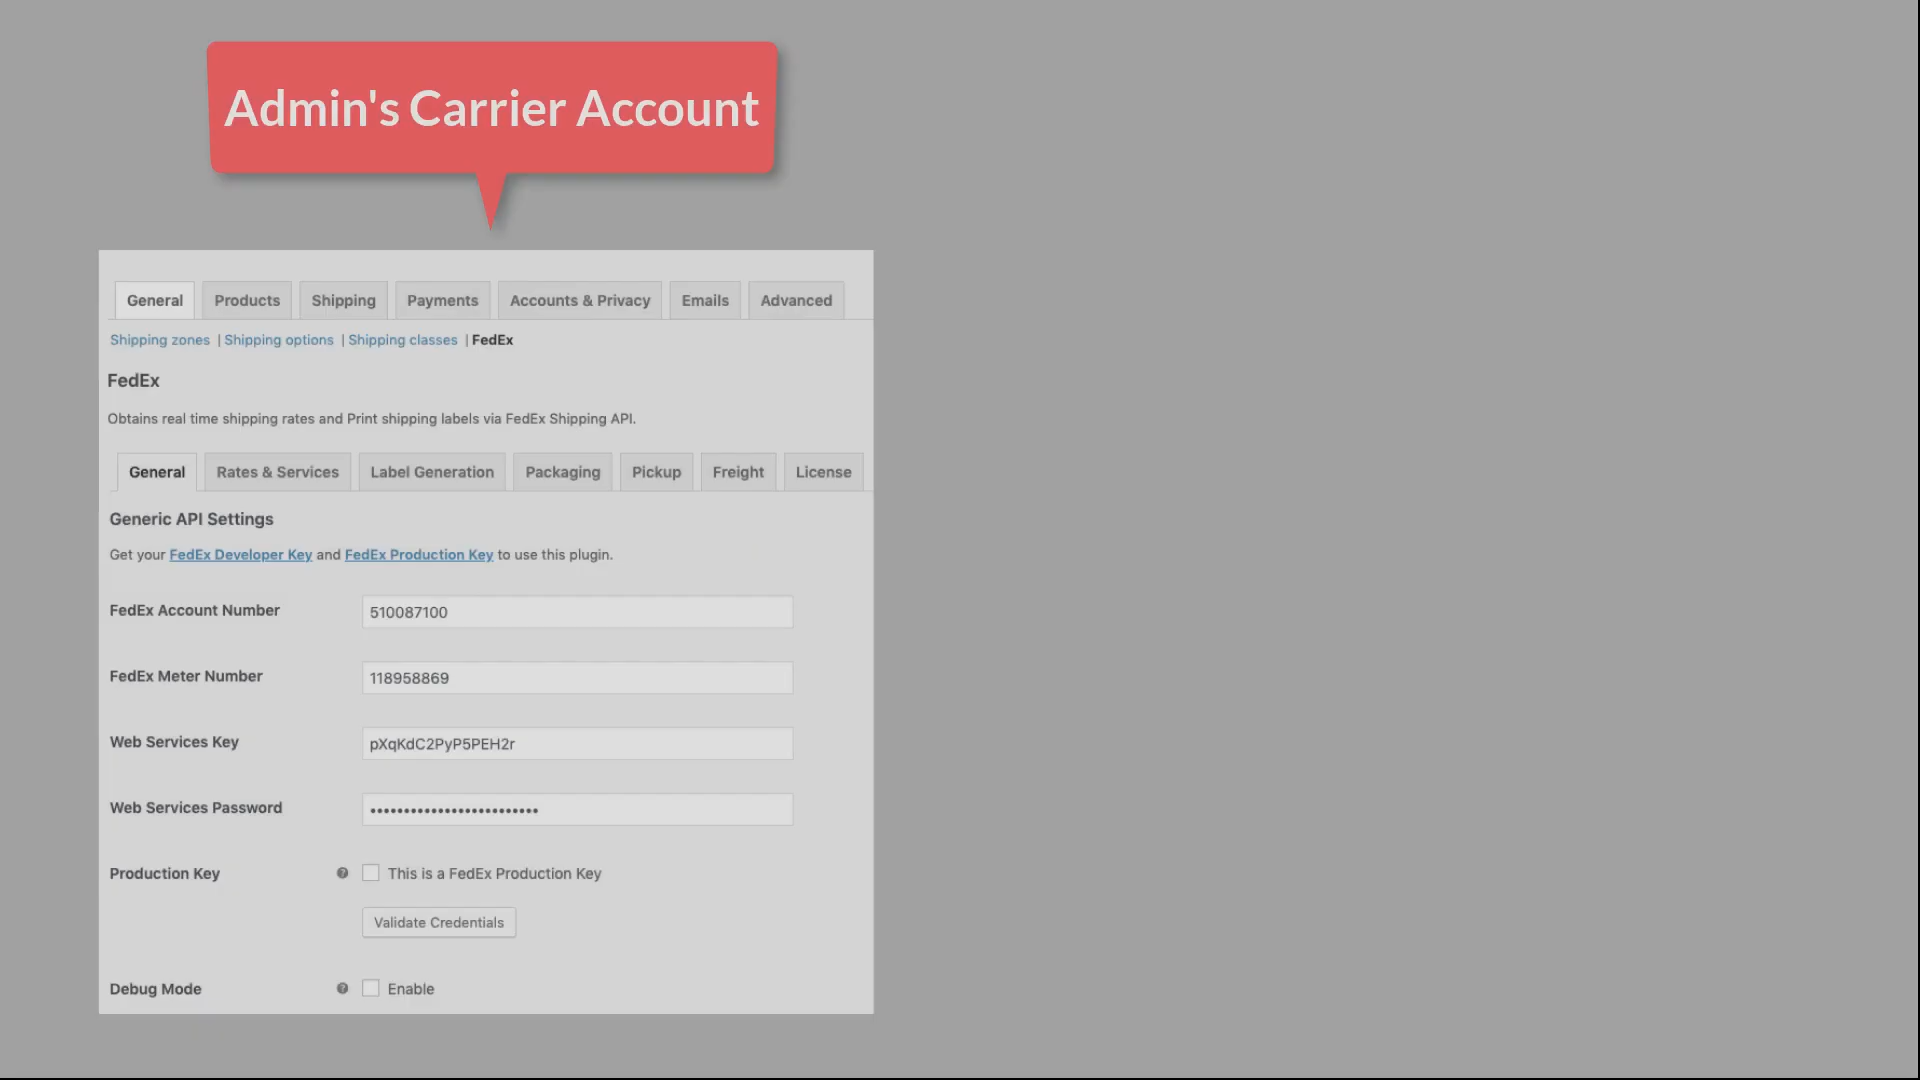 Admin's Carrier Account
General Products Shipping Payments Accounts & Privacy Emails Advanced
Shipping zones | Shipping options | Shipping classes | FedEx
FedEx
Obtains real time shipping rates and Print shipping labels via FedEx Shipping API.
General Rates & Services Label Generation Packaging Pickup Freight License
Generic API Settings
Get your FedEx Developer Key and FedEx Production Key to use this plugin.
FedEx Account Number 510087100
FedEx Meter Number 118958869
Web Services Key pXqKdC2PyP5PEH2r
Web Services Password •••••••••••••••••••••••••
Production Key ? This is a FedEx Production Key
Validate Credentials
Debug Mode ? Enable